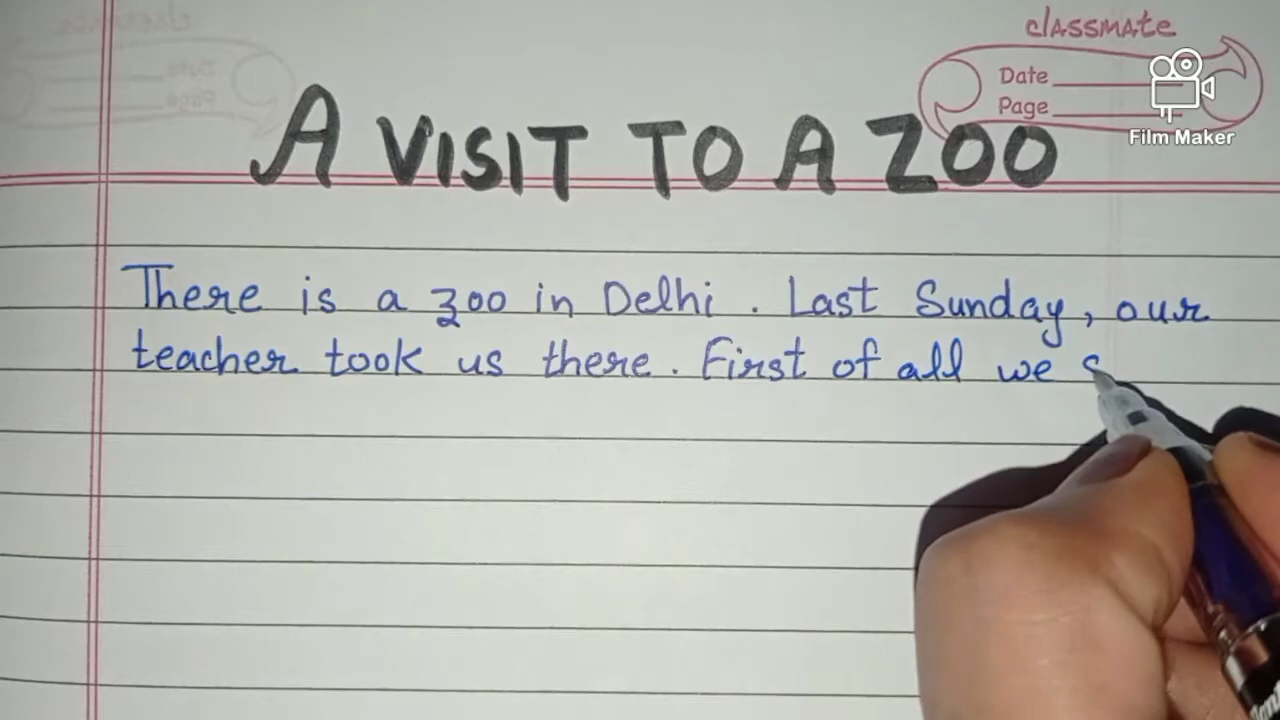 classmate
Date
Page
Film Maker
A VISIT TO A ZOO
There is a zoo in Delhi. Last Sunday, our
teacher took us there. First of all we s